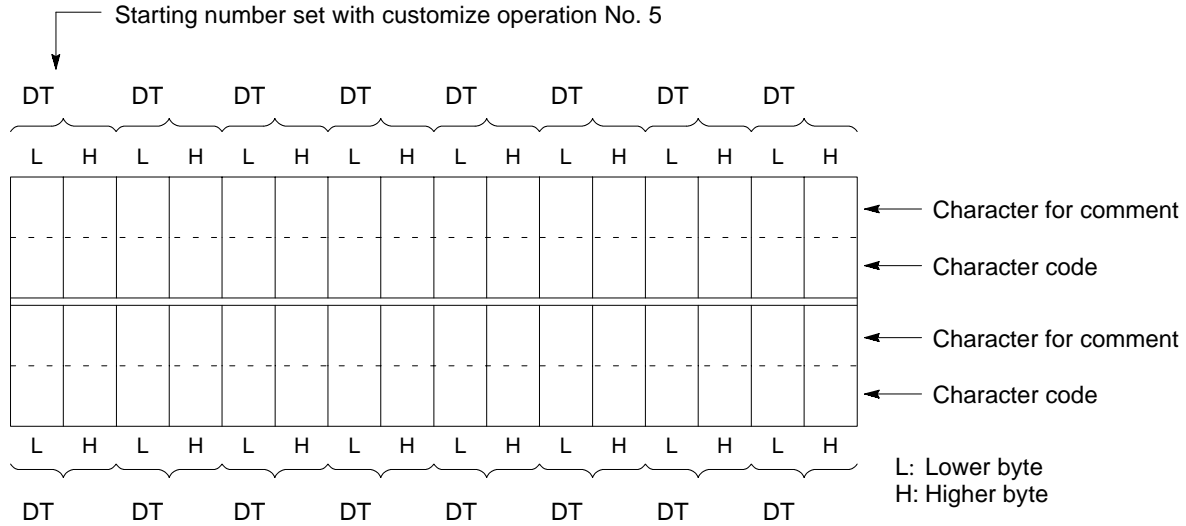 Starting number set with customize operation No. 5
DT DT DT DT DT DT DT DT
L H L H L H L H L H L H L H L H
Character for comment
Character code
Character for comment
Character code
L H L H L H L H L H L H L H L H
L: Lower byte
H: Higher byte
DT DT DT DT DT DT DT DT